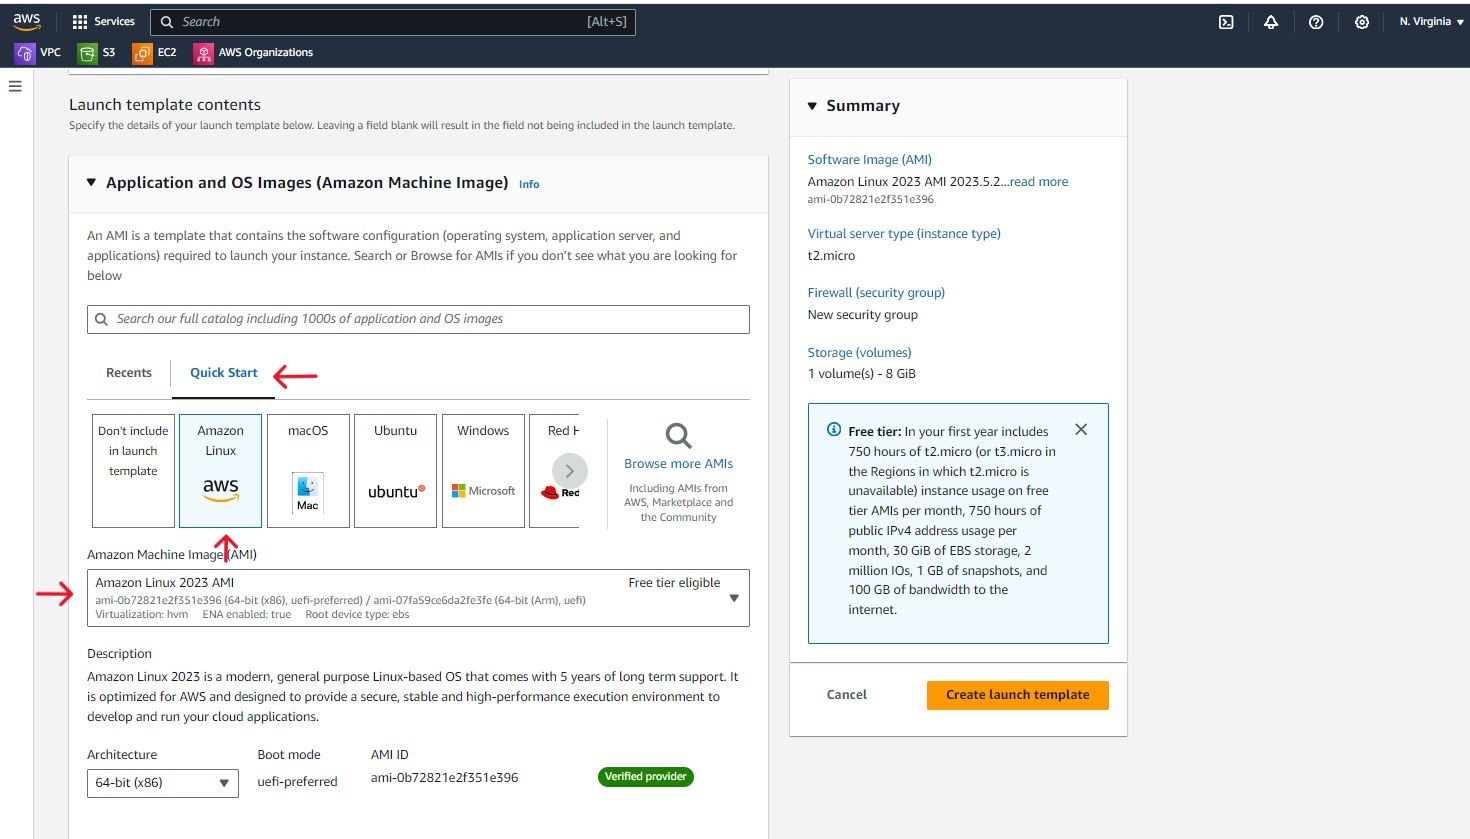 aws
Services
Search
[Alt+S]
N. Virginia
VPC
S3
EC2
AWS Organizations
Launch template contents
Specify the details of your launch template below. Leaving a field blank will result in the field not being included in the launch template.
Application and OS Images (Amazon Machine Image) Info
An AMI is a template that contains the software configuration (operating system, application server, and
applications) required to launch your instance. Search or Browse for AMIs if you don't see what you are looking for
below
Search our full catalog including 1000s of application and OS images
Recents
Quick Start
Don't include
in launch
template
Amazon
Linux
aws
macOS
Mac
Ubuntu
ubuntu
Windows
Microsoft
Red H
Red
Browse more AMIs
Including AMIs from
AWS, Marketplace and
the Community
Amazon Machine Image (AMI)
Amazon Linux 2023 AMI
Free tier eligible
ami-0b72821e2f351e396 (64-bit (x86), uefi-preferred) / ami-07fa59ce6da2fe3fe (64-bit (Arm), uefi)
Virtualization: hvm ENA enabled: true Root device type: ebs
Description
Amazon Linux 2023 is a modern, general purpose Linux-based OS that comes with 5 years of long term support. It
is optimized for AWS and designed to provide a secure, stable and high-performance execution environment to
develop and run your cloud applications.
Architecture
64-bit (x86)
Boot mode
uefi-preferred
AMI ID
ami-0b72821e2f351e396
Verified provider
Summary
Software Image (AMI)
Amazon Linux 2023 AMI 2023.5.2...read more
ami-0b72821e2f351e396
Virtual server type (instance type)
t2.micro
Firewall (security group)
New security group
Storage (volumes)
1 volume(s) - 8 GiB
Free tier: In your first year includes
750 hours of t2.micro (or t3.micro in
the Regions in which t2.micro is
unavailable) instance usage on free
tier AMIs per month, 750 hours of
public IPv4 address usage per
month, 30 GiB of EBS storage, 2
million IOs, 1 GB of snapshots, and
100 GB of bandwidth to the
internet.
Cancel
Create launch template